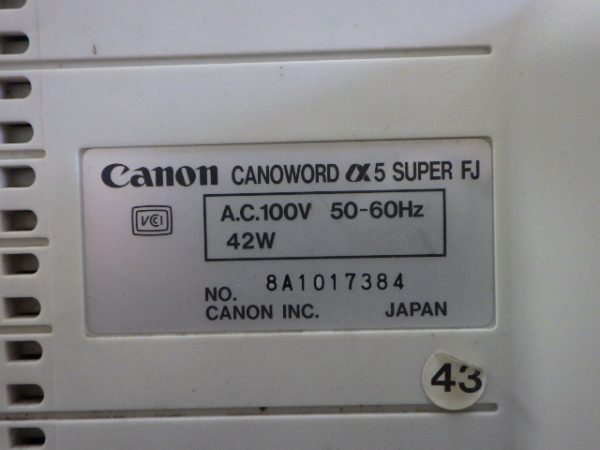 Canon CANOWORD α5 SUPER FJ
VCCI
A.C.100V 50-60Hz
42W
NO. 8A1017384
CANON INC. JAPAN
43